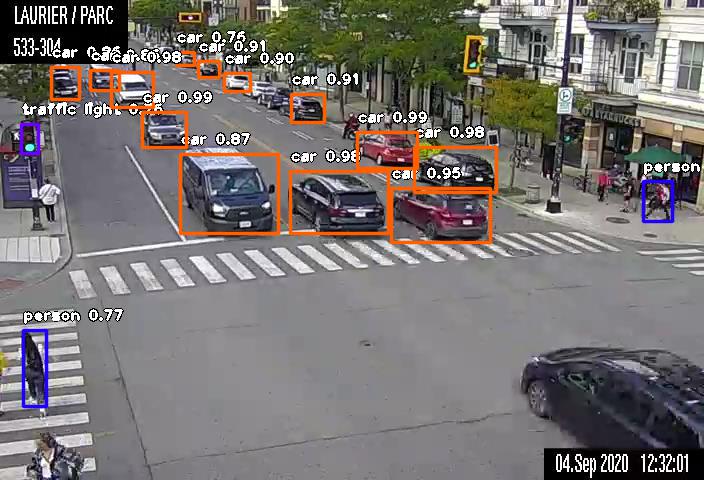 LAURIER / PARC
533-304
car 0.76
car 0.91
car 0.98
car 0.90
car 0.91
car 0.99
traffic light
car 0.87
car 0.99
car 0.98
car 0.98
car 0.95
person
person 0.77
STARBUCKS
04.Sep 2020 12:32:01